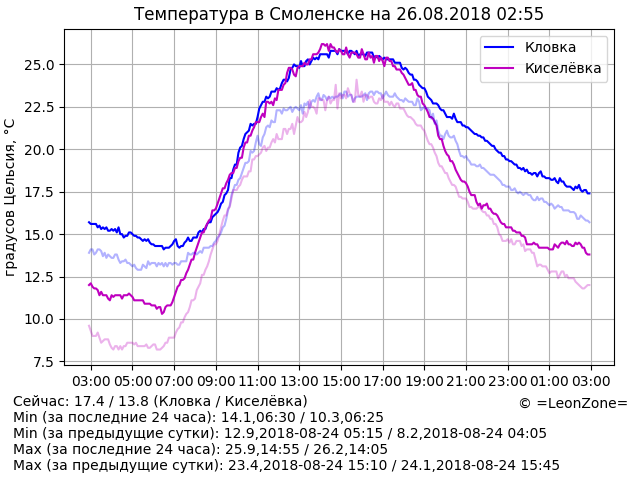 Температура в Смоленске на 26.08.2018 02:55
градусов Цельсия, °C
25.0
22.5
20.0
17.5
15.0
12.5
10.0
7.5
Кловка
Киселёвка
03:00 05:00 07:00 09:00 11:00 13:00 15:00 17:00 19:00 21:00 23:00 01:00 03:00
Сейчас: 17.4 / 13.8 (Кловка / Киселёвка)
© =LeonZone=
Min (за последние 24 часа): 14.1,06:30 / 10.3,06:25
Min (за предыдущие сутки): 12.9,2018-08-24 05:15 / 8.2,2018-08-24 04:05
Max (за последние 24 часа): 25.9,14:55 / 26.2,14:05
Max (за предыдущие сутки): 23.4,2018-08-24 15:10 / 24.1,2018-08-24 15:45